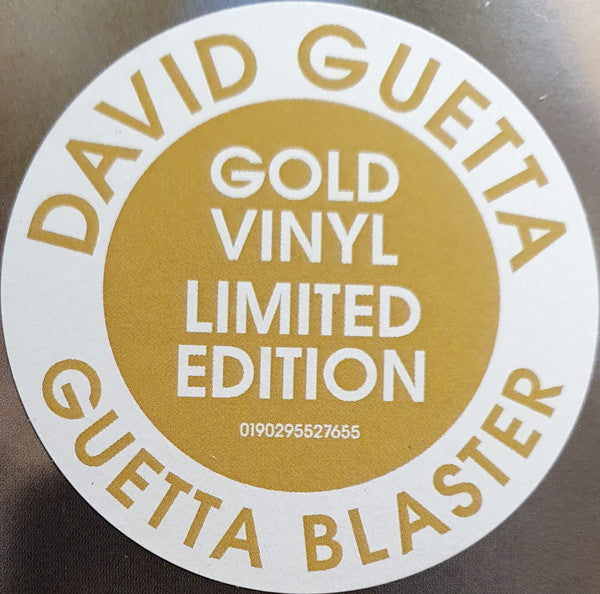 DAVID GUETTA
GOLD
VINYL
LIMITED
EDITION
0190295527655
GUETTA BLASTER